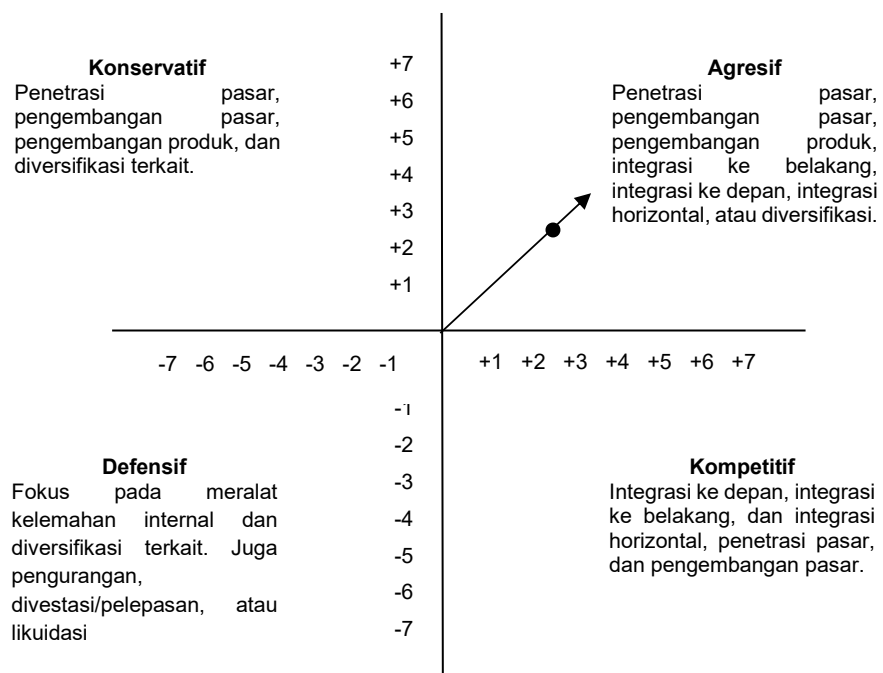 Konservatif
Penetrasi pasar,
pengembangan pasar,
pengembangan produk, dan
diversifikasi terkait.
+7
+6
+5
+4
+3
+2
+1
Agresif
Penetrasi pasar,
pengembangan pasar,
pengembangan produk,
integrasi ke belakang,
integrasi ke depan, integrasi
horizontal, atau diversifikasi.
-7 -6 -5 -4 -3 -2 -1 +1 +2 +3 +4 +5 +6 +7
Defensif
Fokus pada meralat
kelemahan internal dan
diversifikasi terkait. Juga
pengurangan,
divestasi/pelepasan, atau
likuidasi
-1
-2
-3
-4
-5
-6
-7
Kompetitif
Integrasi ke depan, integrasi
ke belakang, dan integrasi
horizontal, penetrasi pasar,
dan pengembangan pasar.